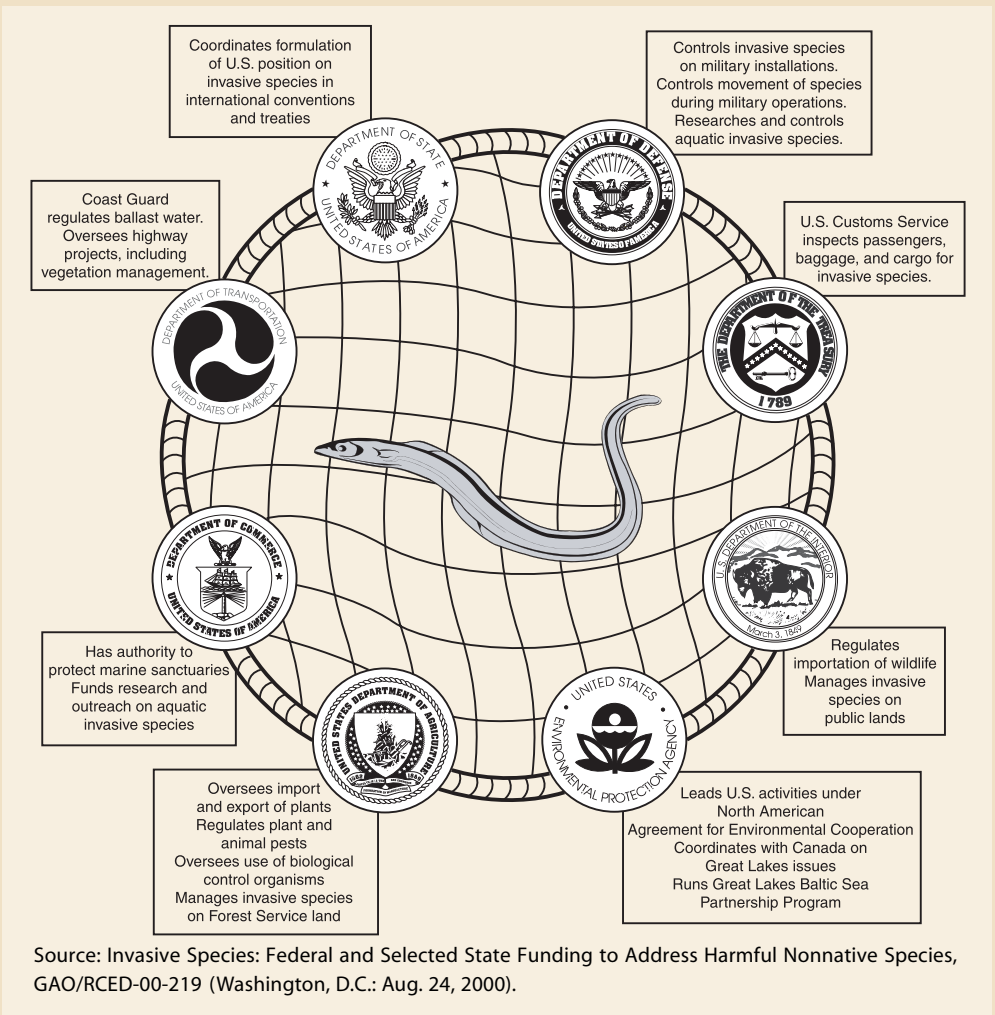 Coordinates formulation
of U.S. position on
invasive species in
international conventions
and treaties
Controls invasive species
on military installations.
Controls movement of species
during military operations.
Researches and controls
aquatic invasive species.
DEPARTMENT OF STATE
UNITED STATES OF AMERICA
DEPARTMENT OF DEFENSE
UNITED STATES OF AMERICA
Coast Guard
regulates ballast water.
Oversees highway
projects, including
vegetation management.
U.S. Customs Service
inspects passengers,
baggage, and cargo for
invasive species.
DEPARTMENT OF TRANSPORTATION
UNITED STATES OF AMERICA
THE DEPARTMENT OF THE TREASURY
1789
DEPARTMENT OF COMMERCE
UNITED STATES OF AMERICA
U.S. DEPARTMENT OF THE INTERIOR
March 3, 1849
Has authority to
protect marine sanctuaries
Funds research and
outreach on aquatic
invasive species
Regulates
importation of wildlife
Manages invasive
species on
public lands
UNITED STATES DEPARTMENT OF AGRICULTURE
1862 1889
UNITED STATES
ENVIRONMENTAL PROTECTION AGENCY
Oversees import
and export of plants
Regulates plant and
animal pests
Oversees use of biological
control organisms
Manages invasive species
on Forest Service land
Leads U.S. activities under
North American
Agreement for Environmental Cooperation
Coordinates with Canada on
Great Lakes issues
Runs Great Lakes Baltic Sea
Partnership Program
Source: Invasive Species: Federal and Selected State Funding to Address Harmful Nonnative Species,
GAO/RCED-00-219 (Washington, D.C.: Aug. 24, 2000).